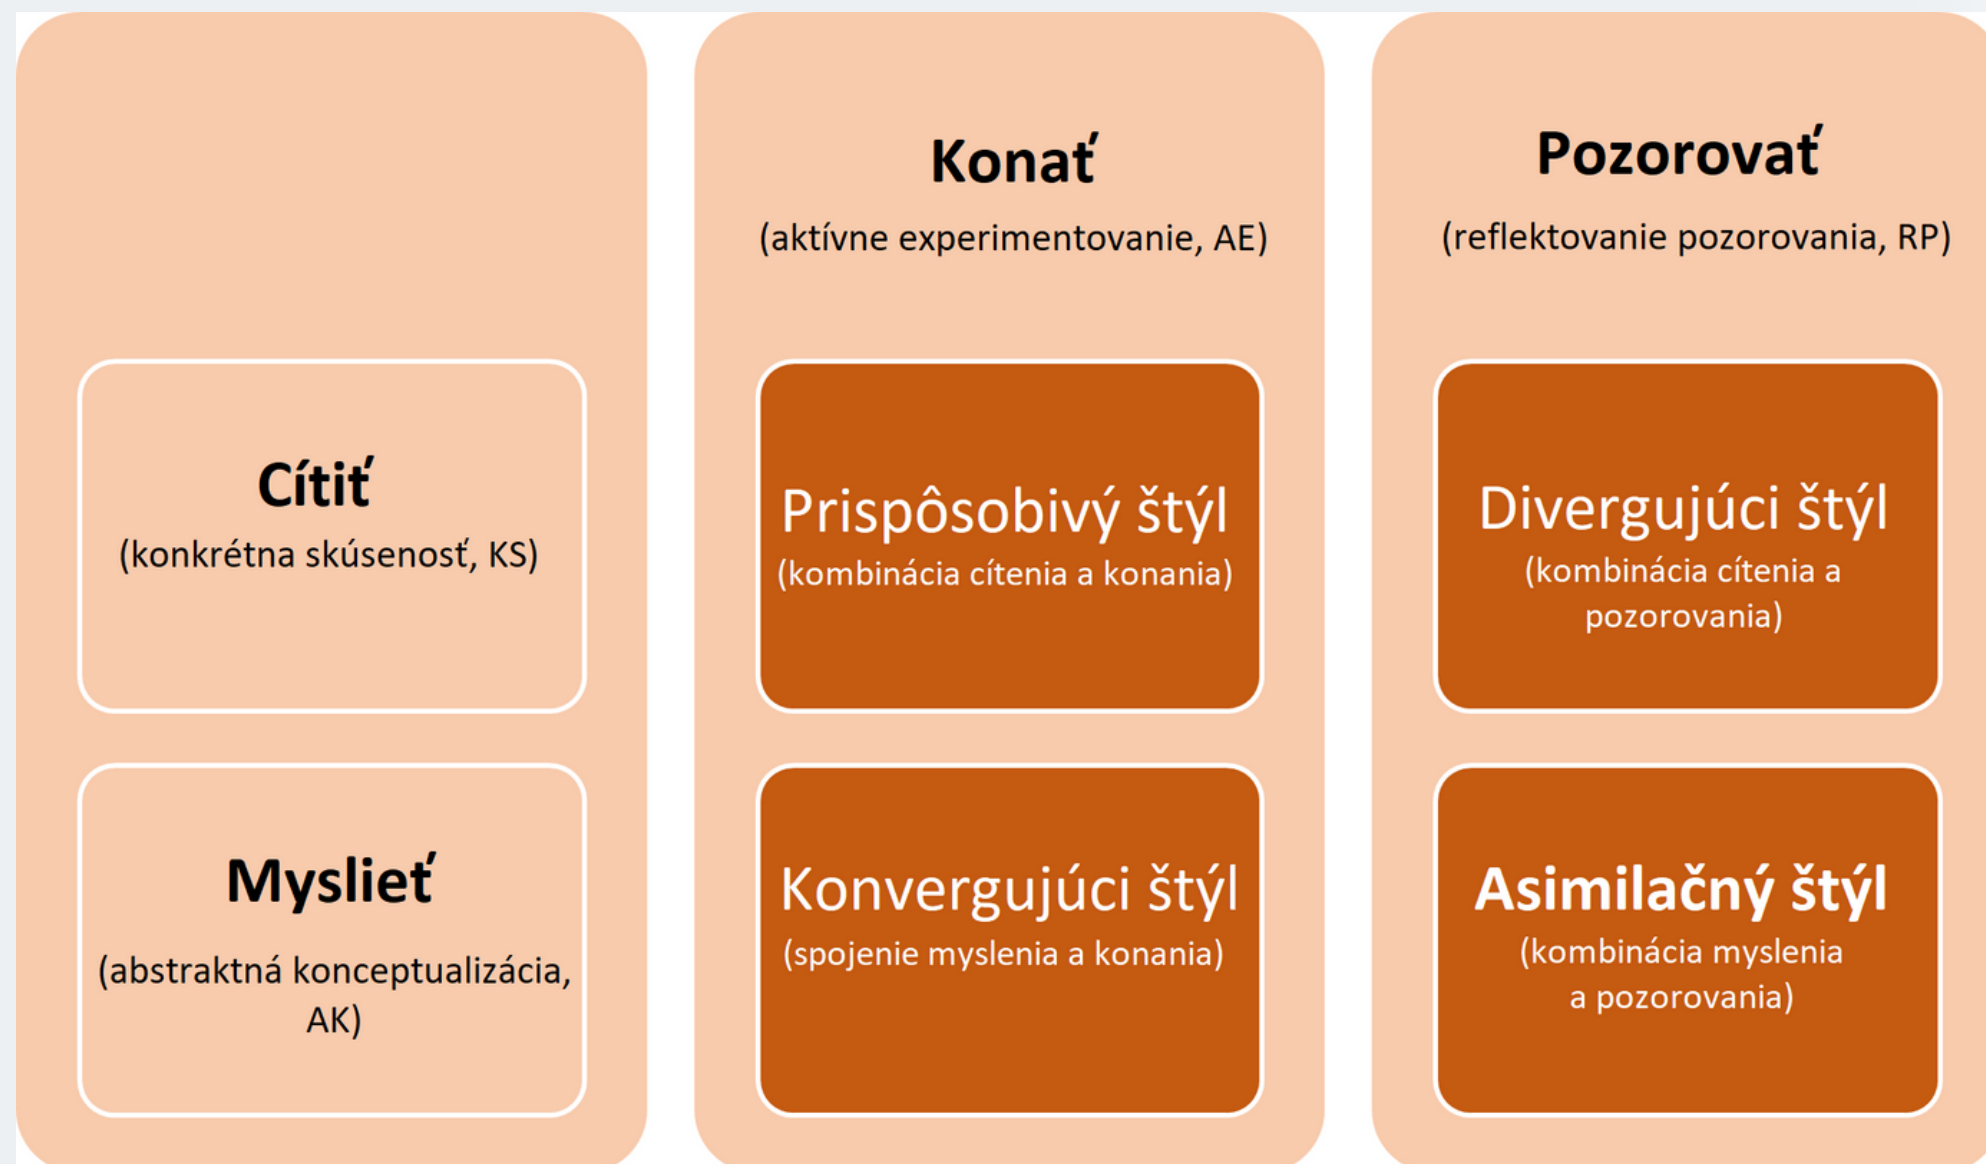 Konať
(aktívne experimentovanie, AE)
Pozorovať
(reflektovanie pozorovania, RP)
Cítiť
(konkrétna skúsenosť, KS)
Prispôsobivý štýl
(kombinácia cítenia a konania)
Divergujúci štýl
(kombinácia cítenia a
pozorovania)
Myslieť
(abstraktná konceptualizácia,
AK)
Konvergujúci štýl
(spojenie myslenia a konania)
Asimilačný štýl
(kombinácia myslenia
a pozorovania)